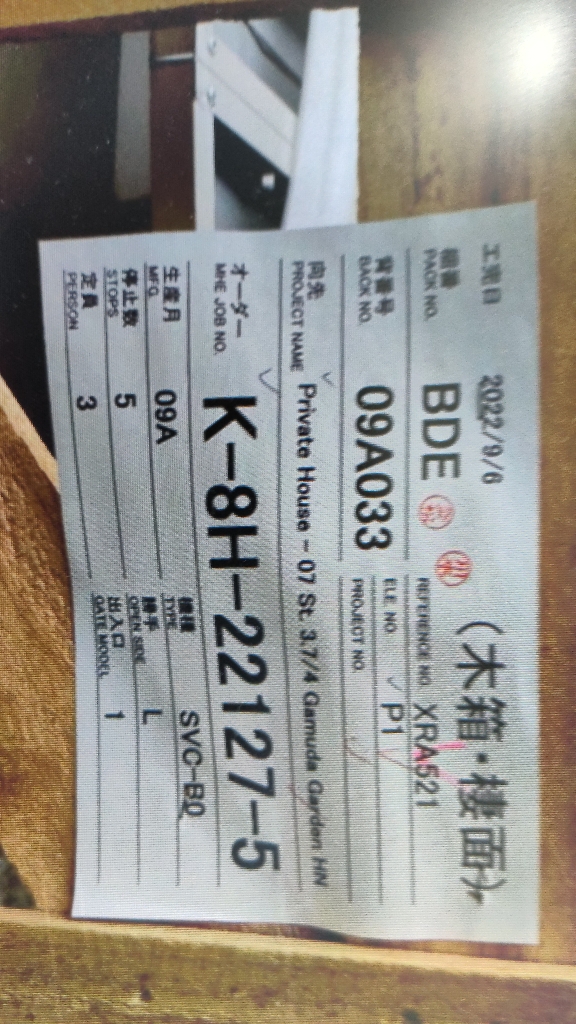 工完日 2022/9/6 (木箱・棲面)
梱番 BDE REFERENCE NO. XRA521
PACK NO.
背番号 09A033 ELE. NO. P1
BACK NO. PROJECT NO.
向先 Private House - 07 St 3.7/4 Gamuda Garden HN
PROJECT NAME
オーダー K-8H-22127-5
MHE JOB NO.
生産月 09A 機種 SVC-B0
MFG. TYPE
停止数 5 勝手 L
STOPS OPEN SIDE
定員 3 出入口 1
PERSON GATE MODEL